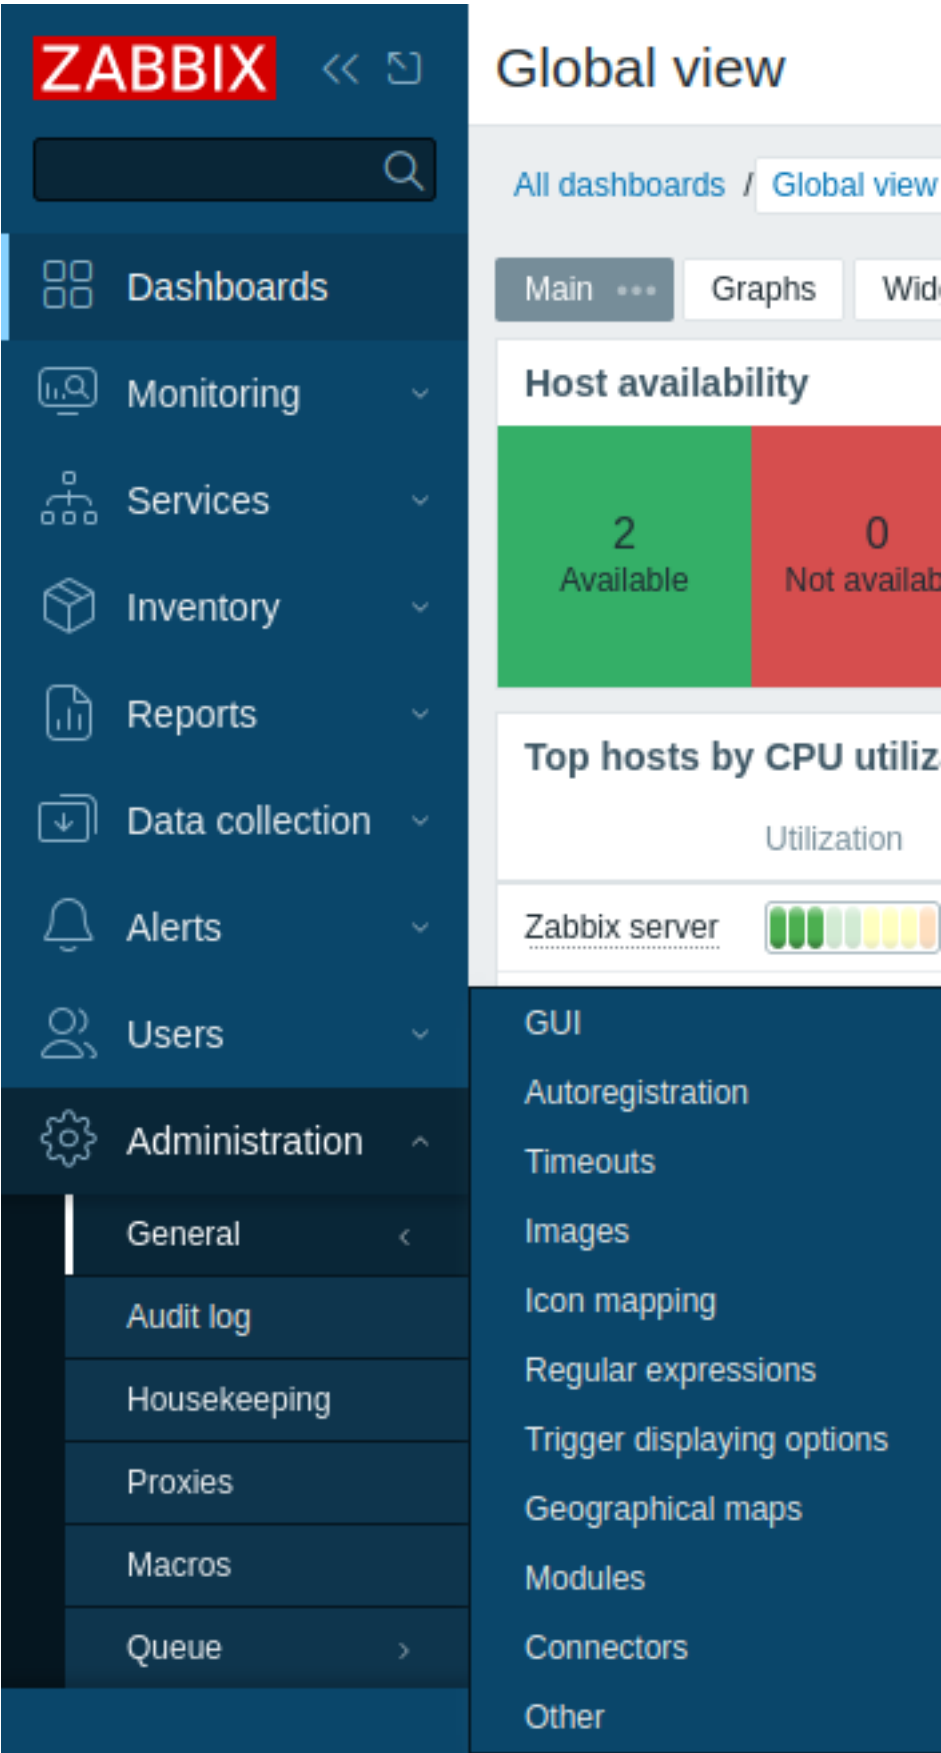 ZABBIX
Global view
All dashboards / Global view
Dashboards
Main
Graphs
Monitoring
Host availability
Services
2
Available
0
Not
Inventory
Reports
Top hosts by CPU
Data collection
Utilization
Alerts
Zabbix server
Users
Administration
General
Audit log
Housekeeping
Proxies
Macros
Queue
GUI
Autoregistration
Timeouts
Images
Icon mapping
Regular expressions
Trigger displaying options
Geographical maps
Modules
Connectors
Other